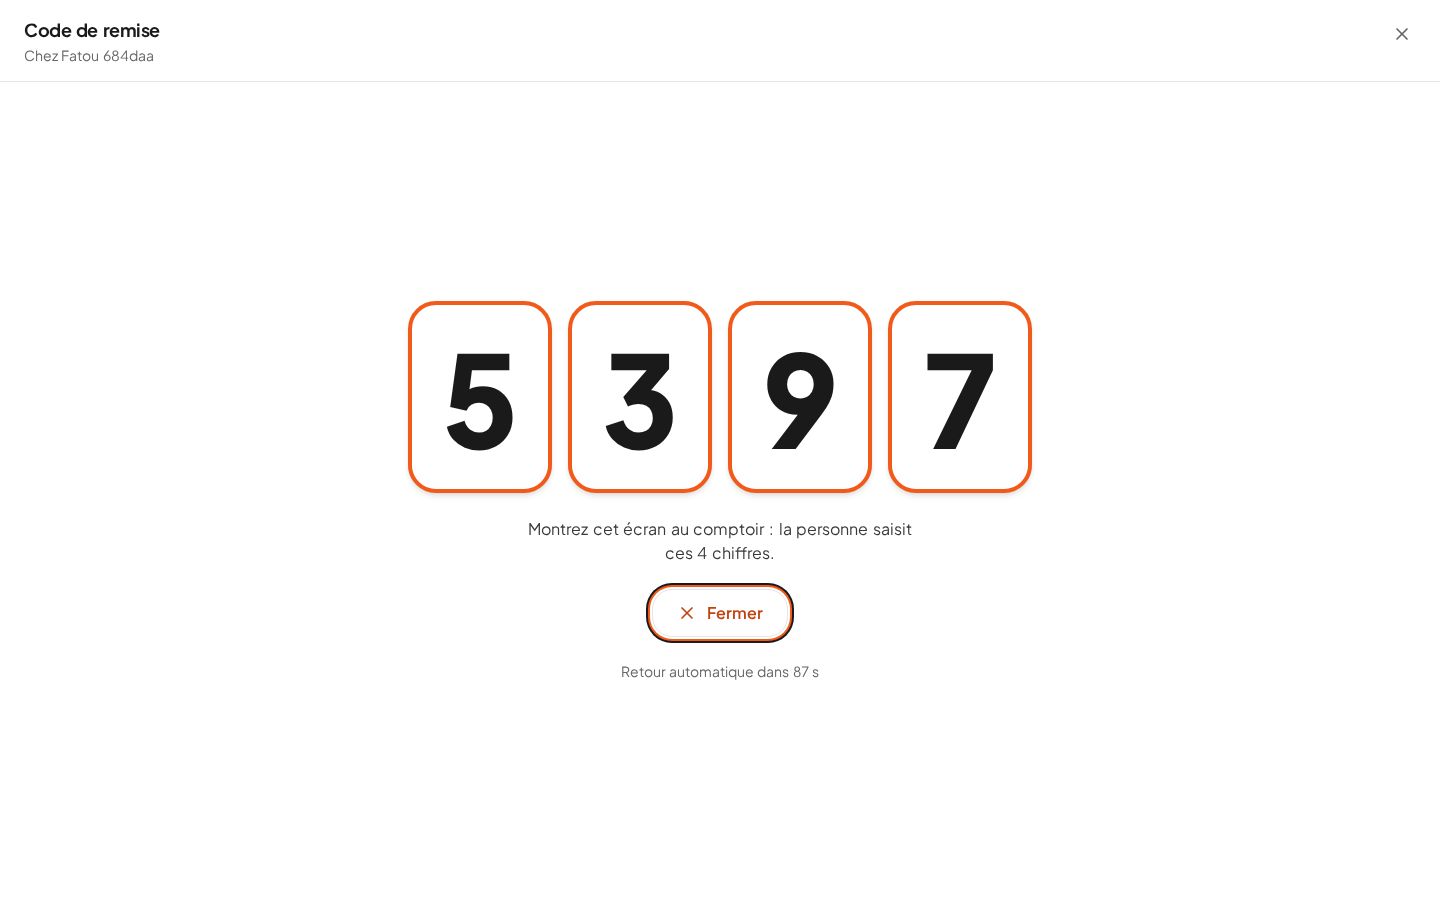 Code de remise
Chez Fatou 684daa
5 3 9 7
Montrez cet écran au comptoir : la personne saisit
ces 4 chiffres.
Fermer
Retour automatique dans 87 s